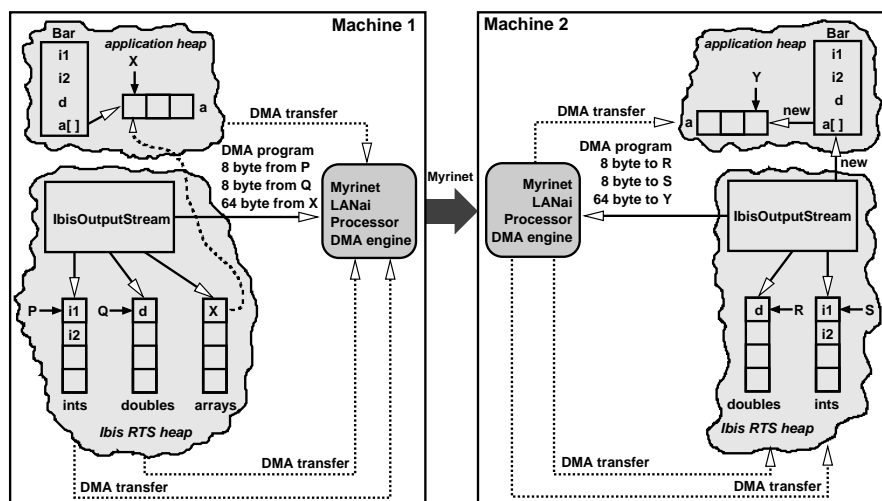 Machine 1
Bar
application heap
i1
i2
d
a[ ]
X
a
DMA transfer
DMA program
8 byte from P
8 byte from Q
64 byte from X
Myrinet
LANai
Processor
DMA engine
IbisOutputStream
P
i1
i2
Q
d
X
ints
doubles
arrays
Ibis RTS heap
DMA transfer
DMA transfer
Myrinet
Machine 2
application heap
Bar
i1
i2
d
a[ ]
Y
a
new
new
DMA transfer
DMA program
8 byte to R
8 byte to S
64 byte to Y
Myrinet
LANai
Processor
DMA engine
IbisOutputStream
d
R
i1
i2
S
doubles
ints
Ibis RTS heap
DMA transfer
DMA transfer